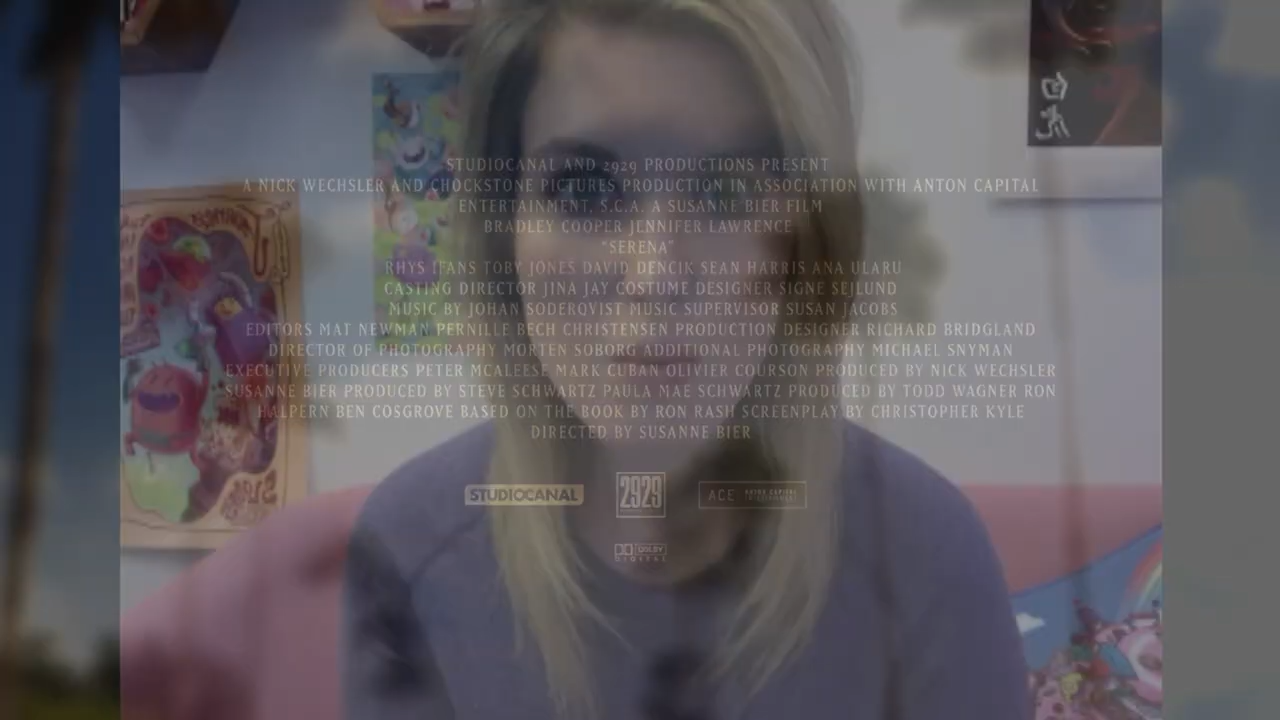 STUDIOCANAL AND 2929 PRODUCTIONS PRESENT
A NICK WECHSLER AND CHOCKSTONE PICTURES PRODUCTION IN ASSOCIATION WITH ANTON CAPITAL
ENTERTAINMENT, S.C.A. A SUSANNE BIER FILM
BRADLEY COOPER JENNIFER LAWRENCE
"SERENA"
RHYS IFANS TOBY JONES DAVID DENCIK SEAN HARRIS ANA ULARU
CASTING DIRECTOR JINA JAY COSTUME DESIGNER SIGNE SEJLUND
MUSIC BY JOHAN SODERQVIST MUSIC SUPERVISOR SUSAN JACOBS
EDITORS MAT NEWMAN PERNILLE BECH CHRISTENSEN PRODUCTION DESIGNER RICHARD BRIDGLAND
DIRECTOR OF PHOTOGRAPHY MORTEN SOBORG ADDITIONAL PHOTOGRAPHY MICHAEL SNYMAN
EXECUTIVE PRODUCERS PETER MCALEESE MARK CUBAN OLIVIER COURSON PRODUCED BY NICK WECHSLER
SUSANNE BIER PRODUCED BY STEVE SCHWARTZ PAULA MAE SCHWARTZ PRODUCED BY TODD WAGNER RON
HALPERN BEN COSGROVE BASED ON THE BOOK BY RON RASH SCREENPLAY BY CHRISTOPHER KYLE
DIRECTED BY SUSANNE BIER
STUDIOCANAL 2929 ACE ANTON CAPITAL ENTERTAINMENT
DOLBY
DIGITAL